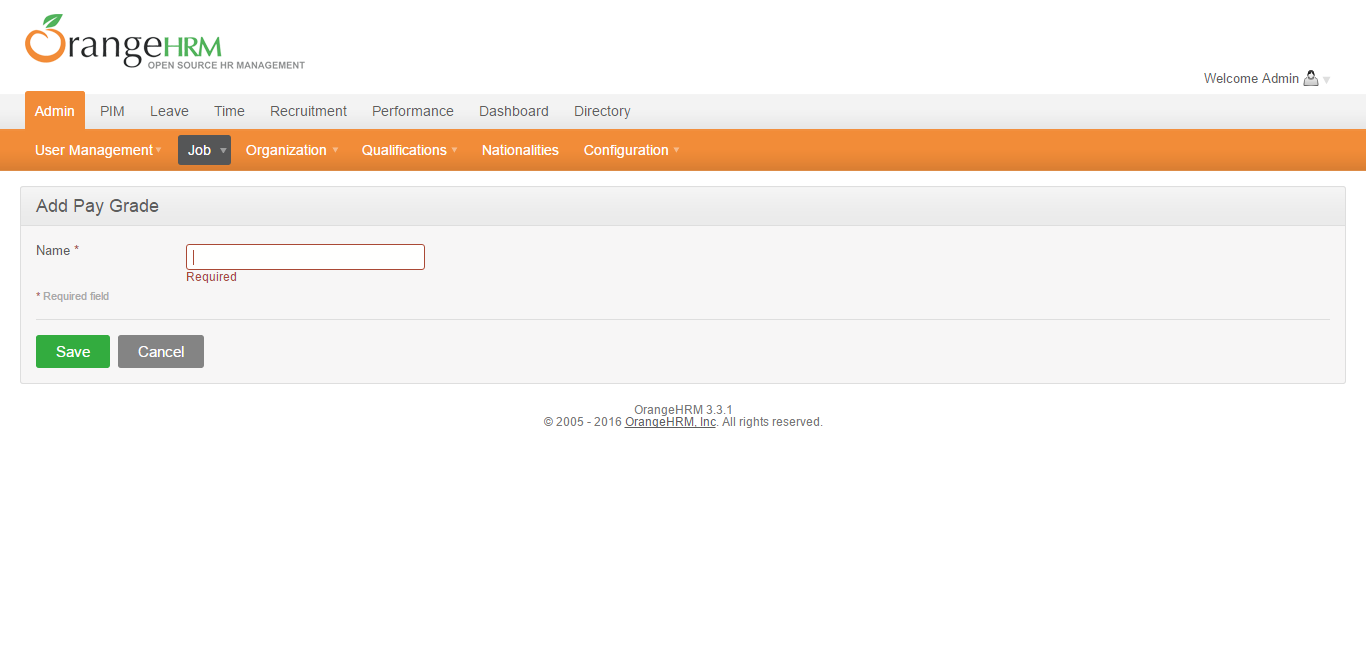 OrangeHRM
OPEN SOURCE HR MANAGEMENT
Welcome Admin
Admin PIM Leave Time Recruitment Performance Dashboard Directory
User Management Job Organization Qualifications Nationalities Configuration
Add Pay Grade
Name *
Required
* Required field
Save Cancel
OrangeHRM 3.3.1
© 2005 - 2016 OrangeHRM, Inc. All rights reserved.